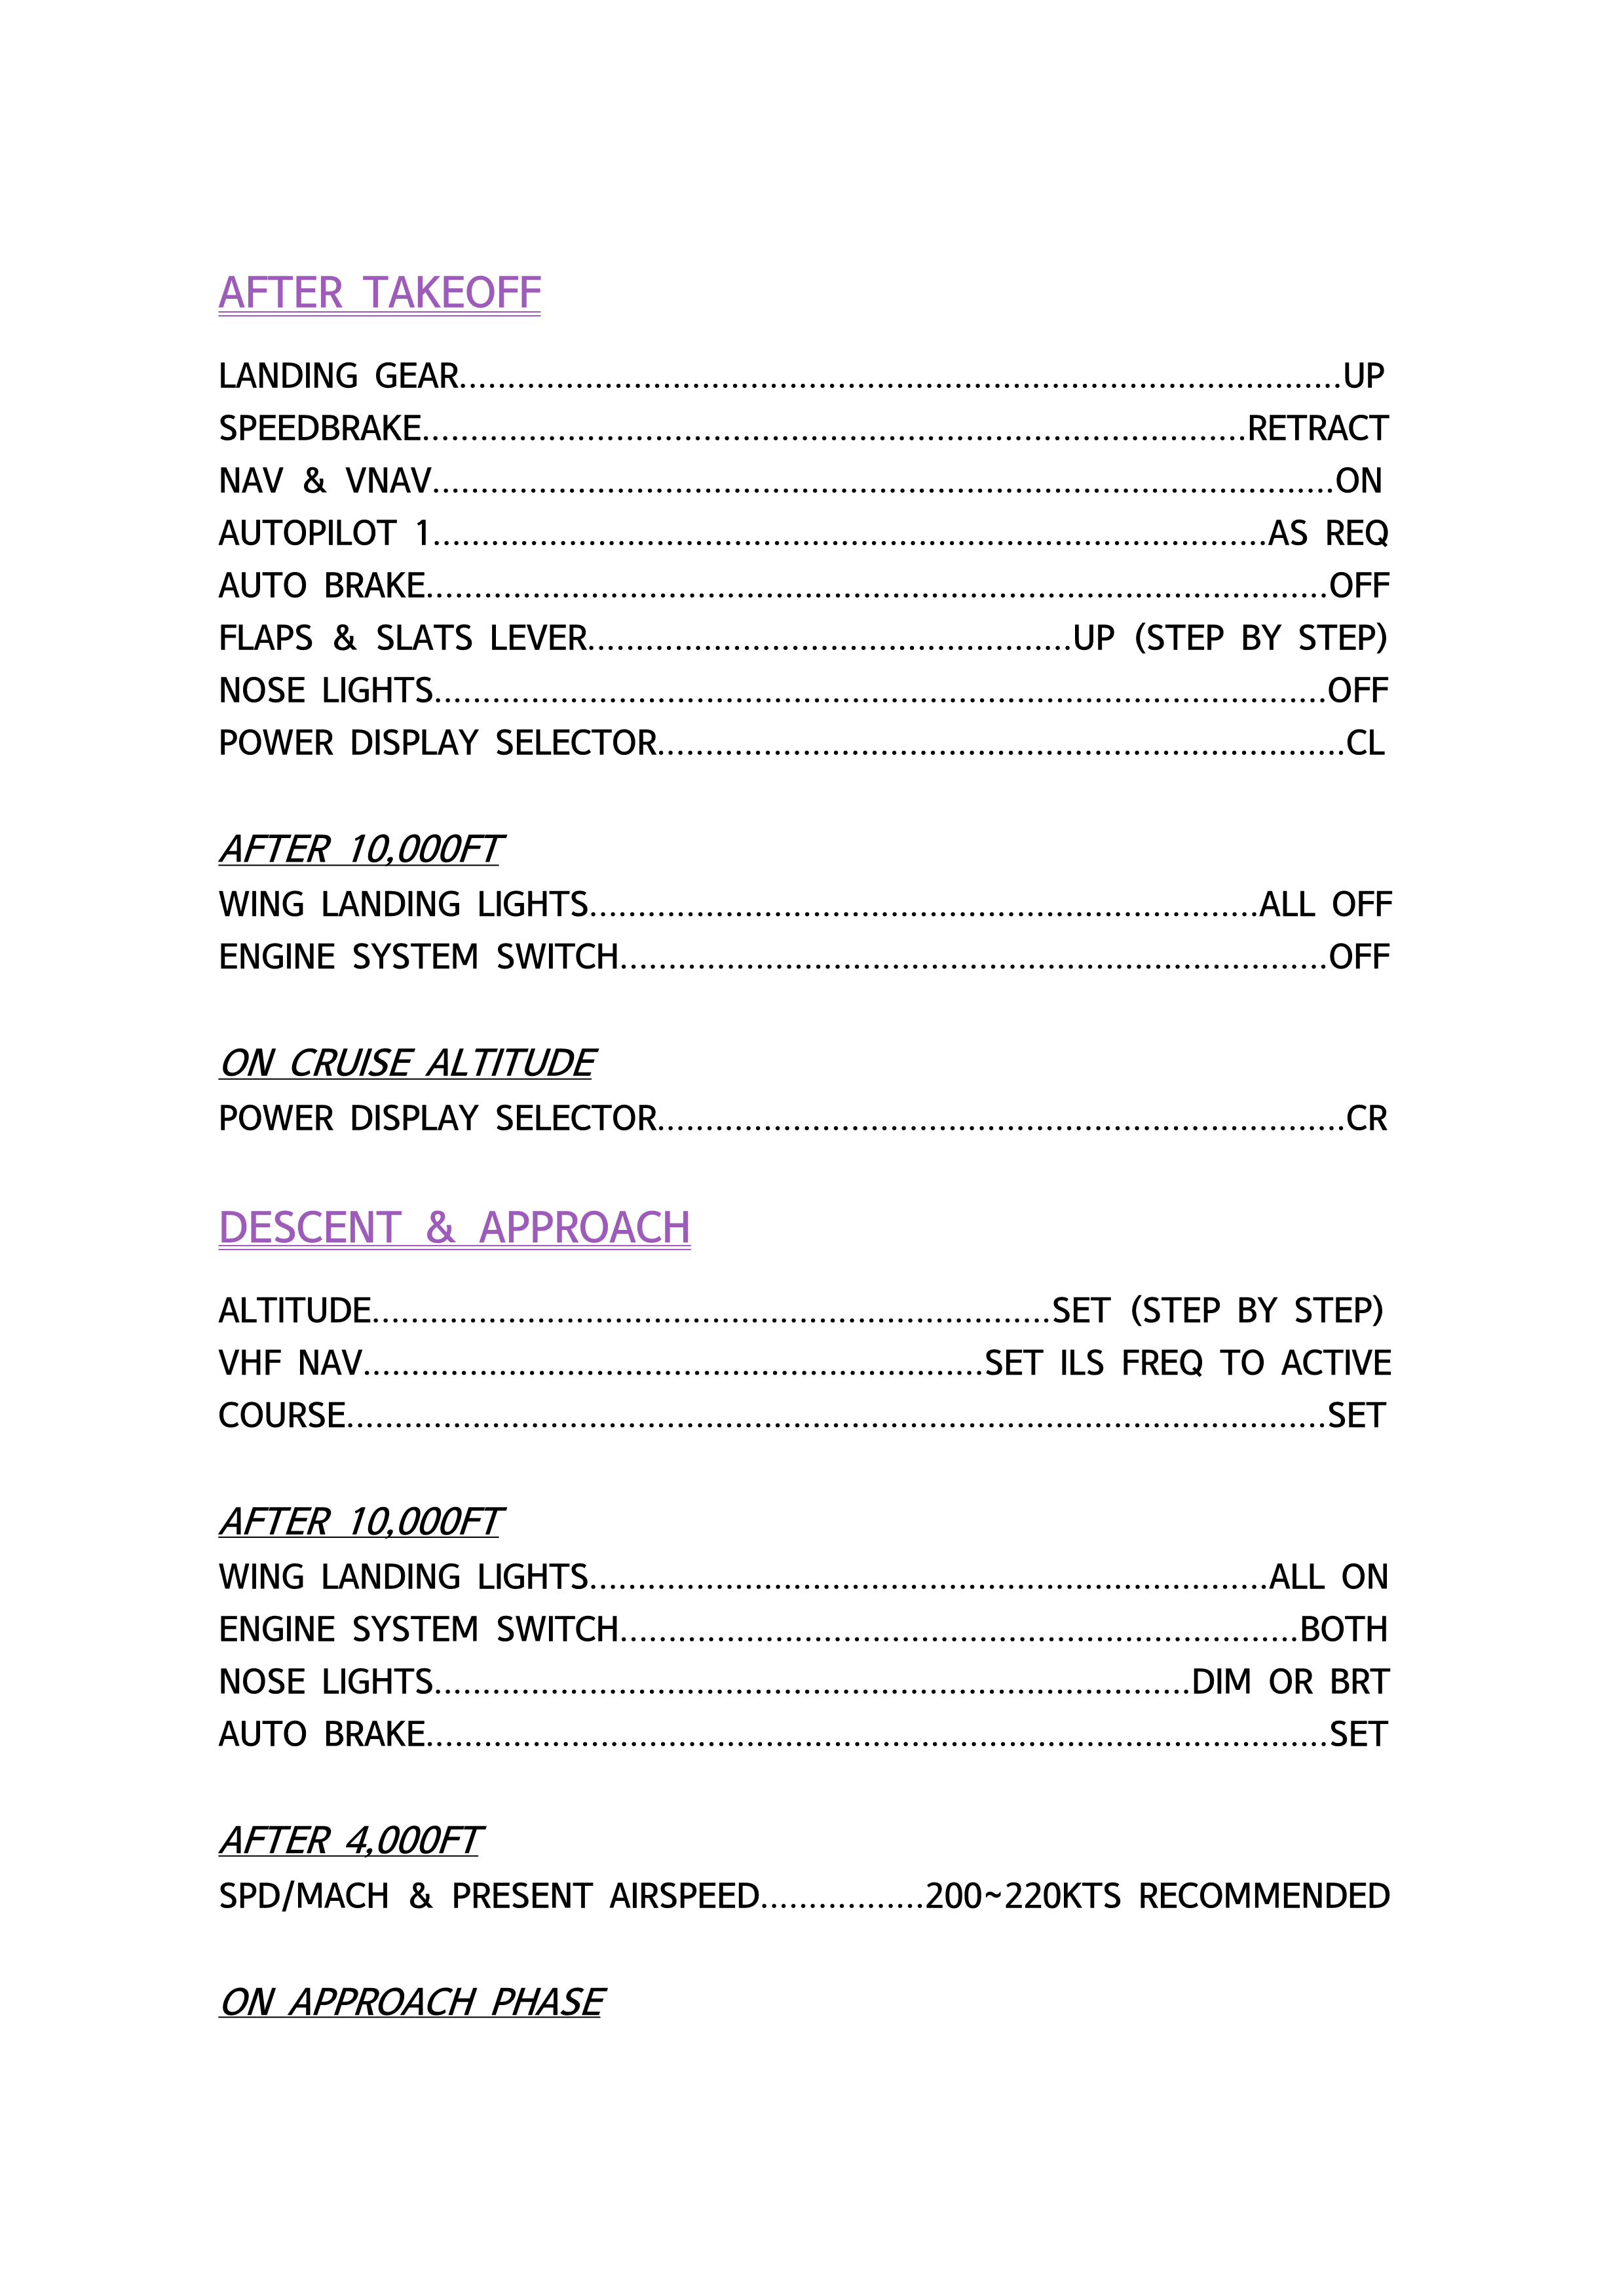 AFTER TAKEOFF
LANDING GEAR...........................................................................................UP
SPEEDBRAKE.....................................................................................RETRACT
NAV & VNAV.............................................................................................ON
AUTOPILOT 1......................................................................................AS REQ
AUTO BRAKE.............................................................................................OFF
FLAPS & SLATS LEVER..................................................UP (STEP BY STEP)
NOSE LIGHTS............................................................................................OFF
POWER DISPLAY SELECTOR.......................................................................CL
AFTER 10,000FT
WING LANDING LIGHTS.....................................................................ALL OFF
ENGINE SYSTEM SWITCH.........................................................................OFF
ON CRUISE ALTITUDE
POWER DISPLAY SELECTOR.......................................................................CR
DESCENT & APPROACH
ALTITUDE......................................................................SET (STEP BY STEP)
VHF NAV................................................................SET ILS FREQ TO ACTIVE
COURSE.....................................................................................................SET
AFTER 10,000FT
WING LANDING LIGHTS......................................................................ALL ON
ENGINE SYSTEM SWITCH......................................................................BOTH
NOSE LIGHTS..............................................................................DIM OR BRT
AUTO BRAKE.............................................................................................SET
AFTER 4,000FT
SPD/MACH & PRESENT AIRSPEED.................200~220KTS RECOMMENDED
ON APPROACH PHASE